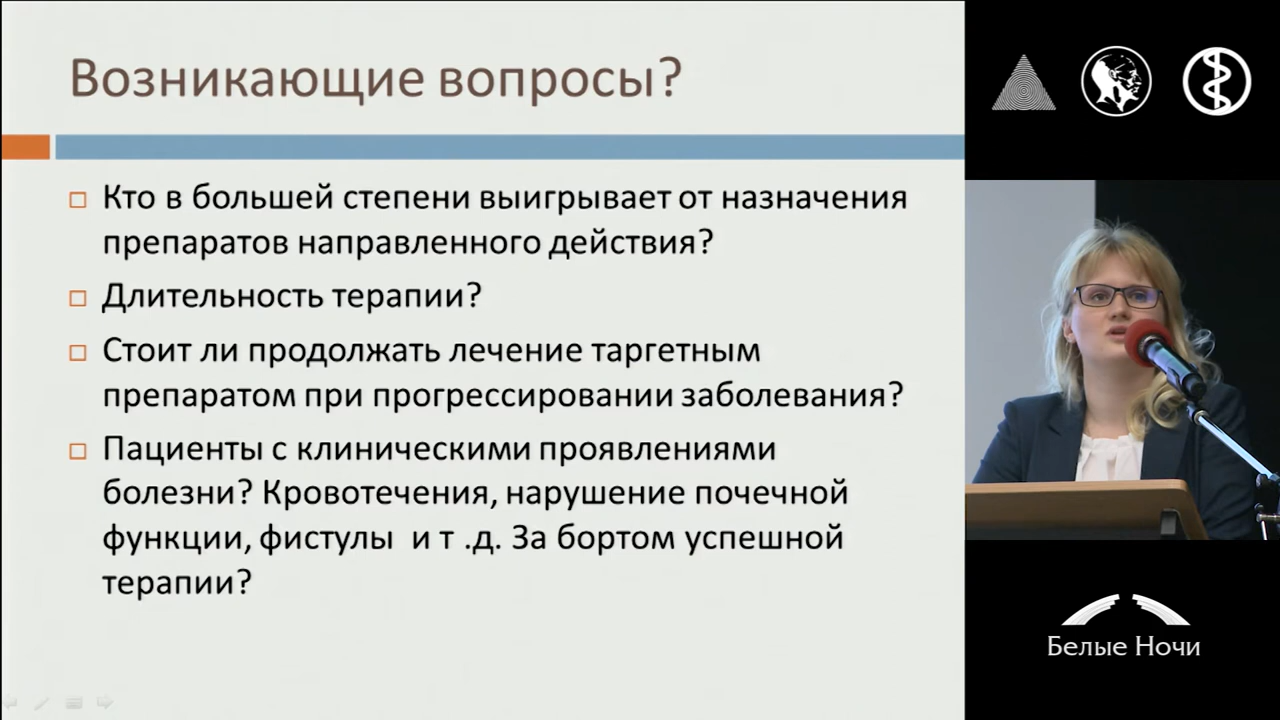 Возникающие вопросы?
Кто в большей степени выигрывает от назначения
препаратов направленного действия?
Длительность терапии?
Стоит ли продолжать лечение таргетным
препаратом при прогрессировании заболевания?
Пациенты с клиническими проявлениями
болезни? Кровотечения, нарушение почечной
функции, фистулы  и т .д. За бортом успешной
терапии?
Белые Ночи